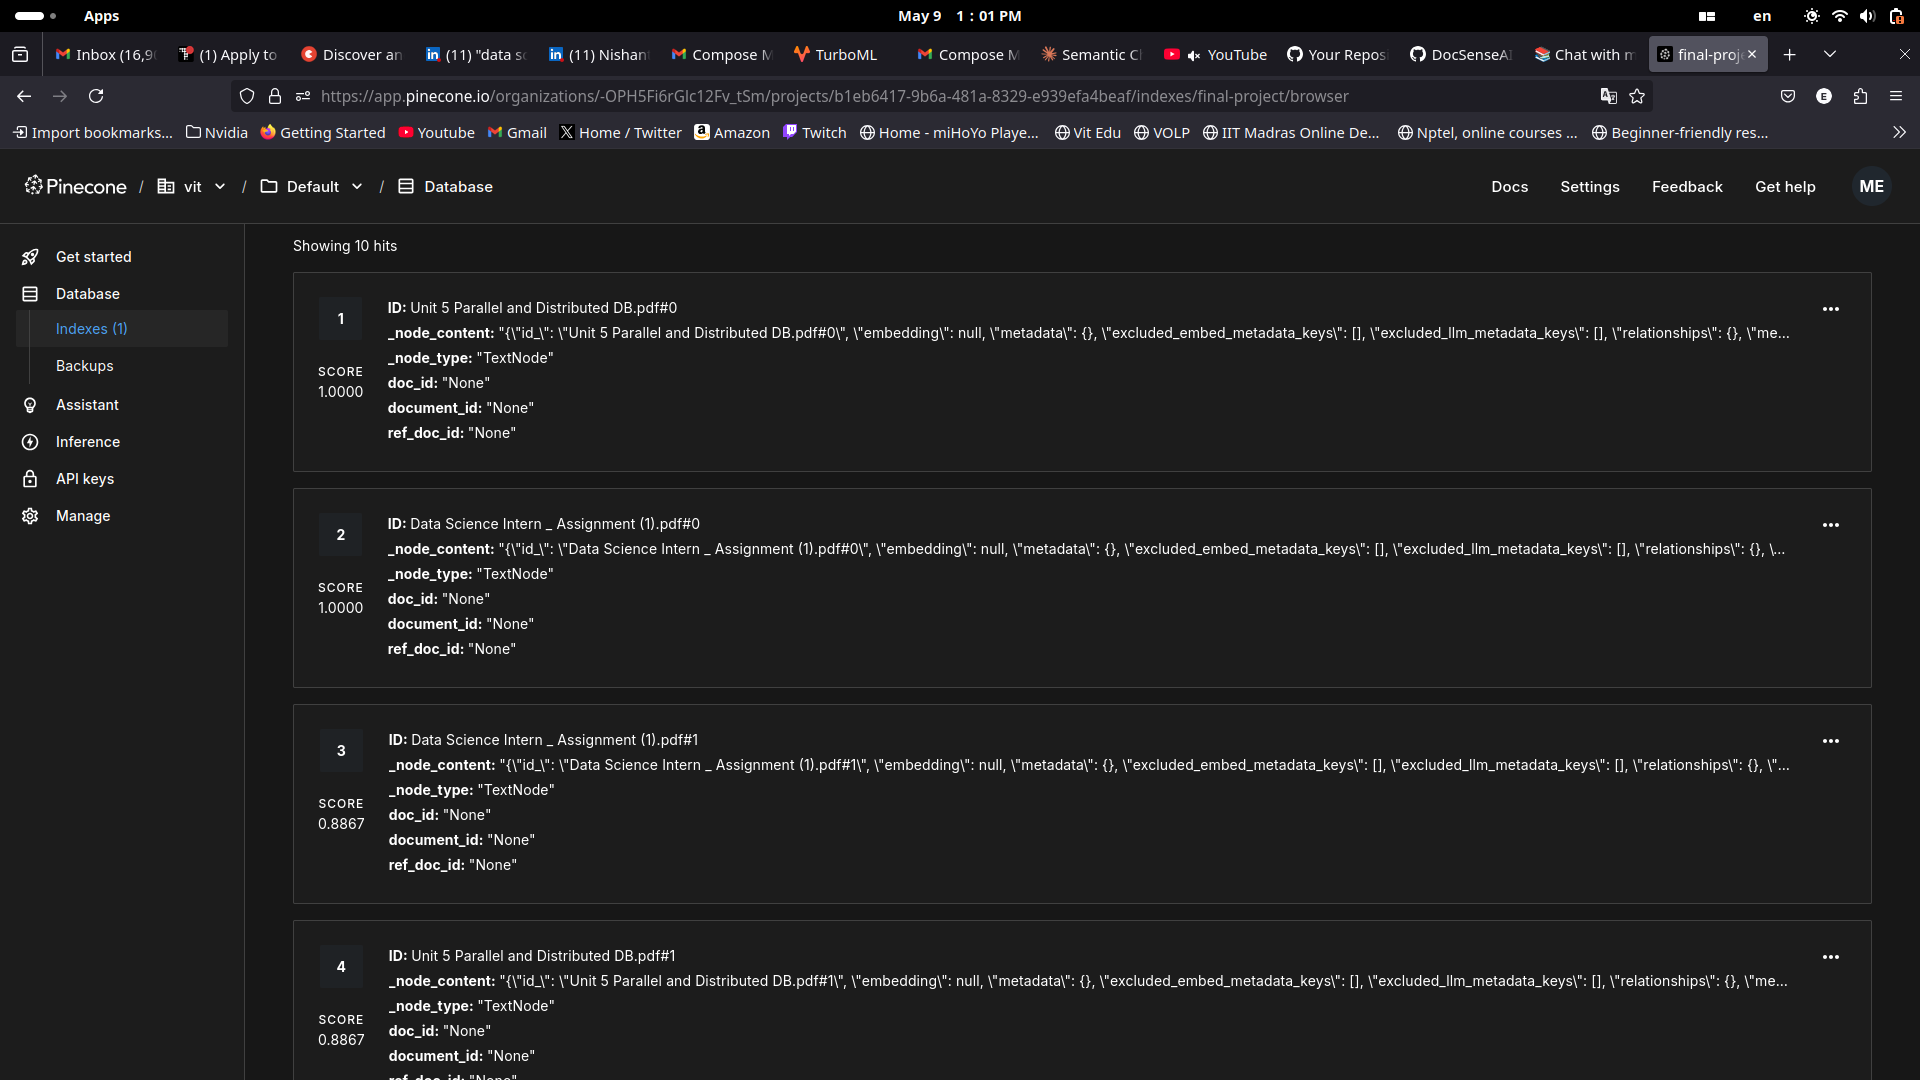 Apps
May 9 1 : 01 PM
en
Inbox (16,9
(1) Apply to
Discover an
(11) "data sc
(11) Nishan
Compose M
TurboML
Compose M
Semantic C
YouTube
Your Repos
DocSenseA
Chat with m
final-proj
https://app.pinecone.io/organizations/-OPH5Fi6rGlc12Fv_tSm/projects/b1eb6417-9b6a-481a-8329-e939efa4beaf/indexes/final-project/browser
E
Import bookmarks...
Nvidia
Getting Started
Youtube
Gmail
Home / Twitter
Amazon
Twitch
Home - miHoYo Playe...
Vit Edu
VOLP
IIT Madras Online De...
Nptel, online courses ...
Beginner-friendly res...
Pinecone / vit / Default / Database
Docs
Settings
Feedback
Get help
ME
Get started
Database
Indexes (1)
Backups
Assistant
Inference
API keys
Manage
Showing 10 hits
1
SCORE
1.0000
ID: Unit 5 Parallel and Distributed DB.pdf#0
_node_content: "{\"id_\": \"Unit 5 Parallel and Distributed DB.pdf#0\", \"embedding\": null, \"metadata\": {}, \"excluded_embed_metadata_keys\": [], \"excluded_llm_metadata_keys\": [], \"relationships\": {}, \"me...
_node_type: "TextNode"
doc_id: "None"
document_id: "None"
ref_doc_id: "None"
2
SCORE
1.0000
ID: Data Science Intern _ Assignment (1).pdf#0
_node_content: "{\"id_\": \"Data Science Intern _ Assignment (1).pdf#0\", \"embedding\": null, \"metadata\": {}, \"excluded_embed_metadata_keys\": [], \"excluded_llm_metadata_keys\": [], \"relationships\": {}, \...
_node_type: "TextNode"
doc_id: "None"
document_id: "None"
ref_doc_id: "None"
3
SCORE
0.8867
ID: Data Science Intern _ Assignment (1).pdf#1
_node_content: "{\"id_\": \"Data Science Intern _ Assignment (1).pdf#1\", \"embedding\": null, \"metadata\": {}, \"excluded_embed_metadata_keys\": [], \"excluded_llm_metadata_keys\": [], \"relationships\": {}, \"...
_node_type: "TextNode"
doc_id: "None"
document_id: "None"
ref_doc_id: "None"
4
SCORE
0.8867
ID: Unit 5 Parallel and Distributed DB.pdf#1
_node_content: "{\"id_\": \"Unit 5 Parallel and Distributed DB.pdf#1\", \"embedding\": null, \"metadata\": {}, \"excluded_embed_metadata_keys\": [], \"excluded_llm_metadata_keys\": [], \"relationships\": {}, \"me...
_node_type: "TextNode"
doc_id: "None"
document_id: "None"
ref_doc_id: "None"